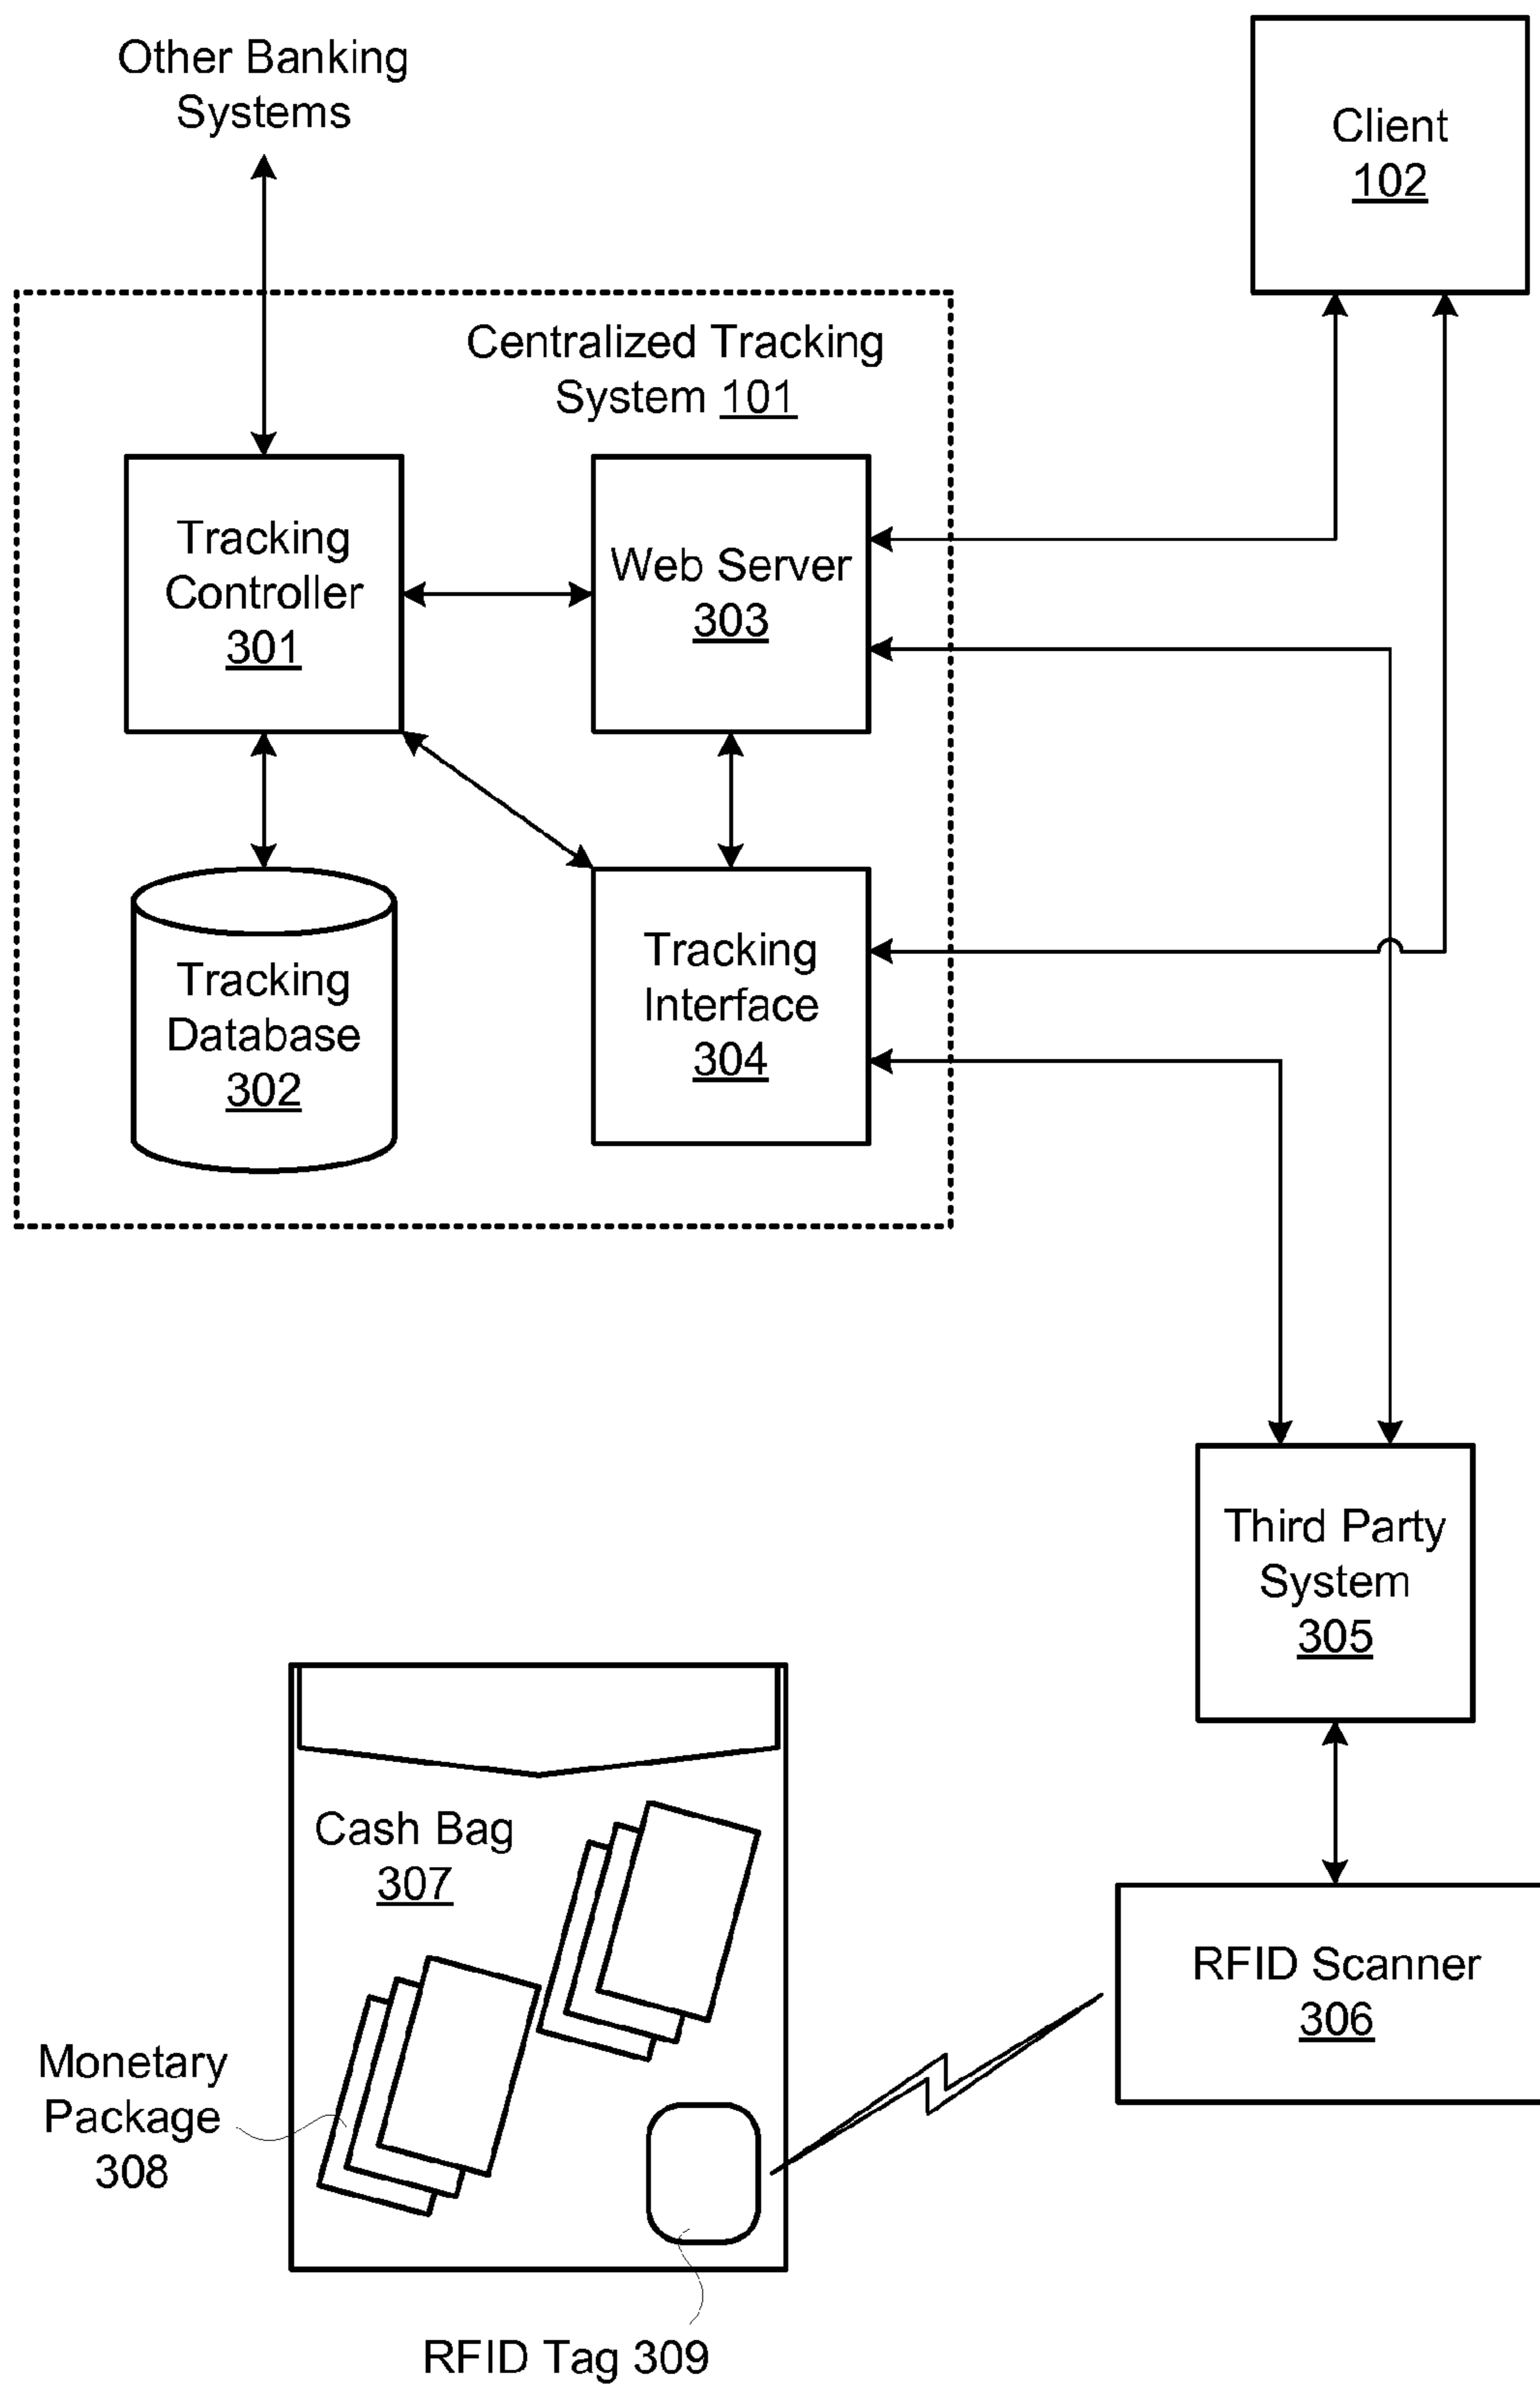 Other Banking
Systems
Client
102
Centralized Tracking
System 101
Tracking
Controller
301
Web Server
303
Tracking
Database
302
Tracking
Interface
304
Third Party
System
305
Cash Bag
307
RFID Scanner
306
Monetary
Package
308
RFID Tag 309